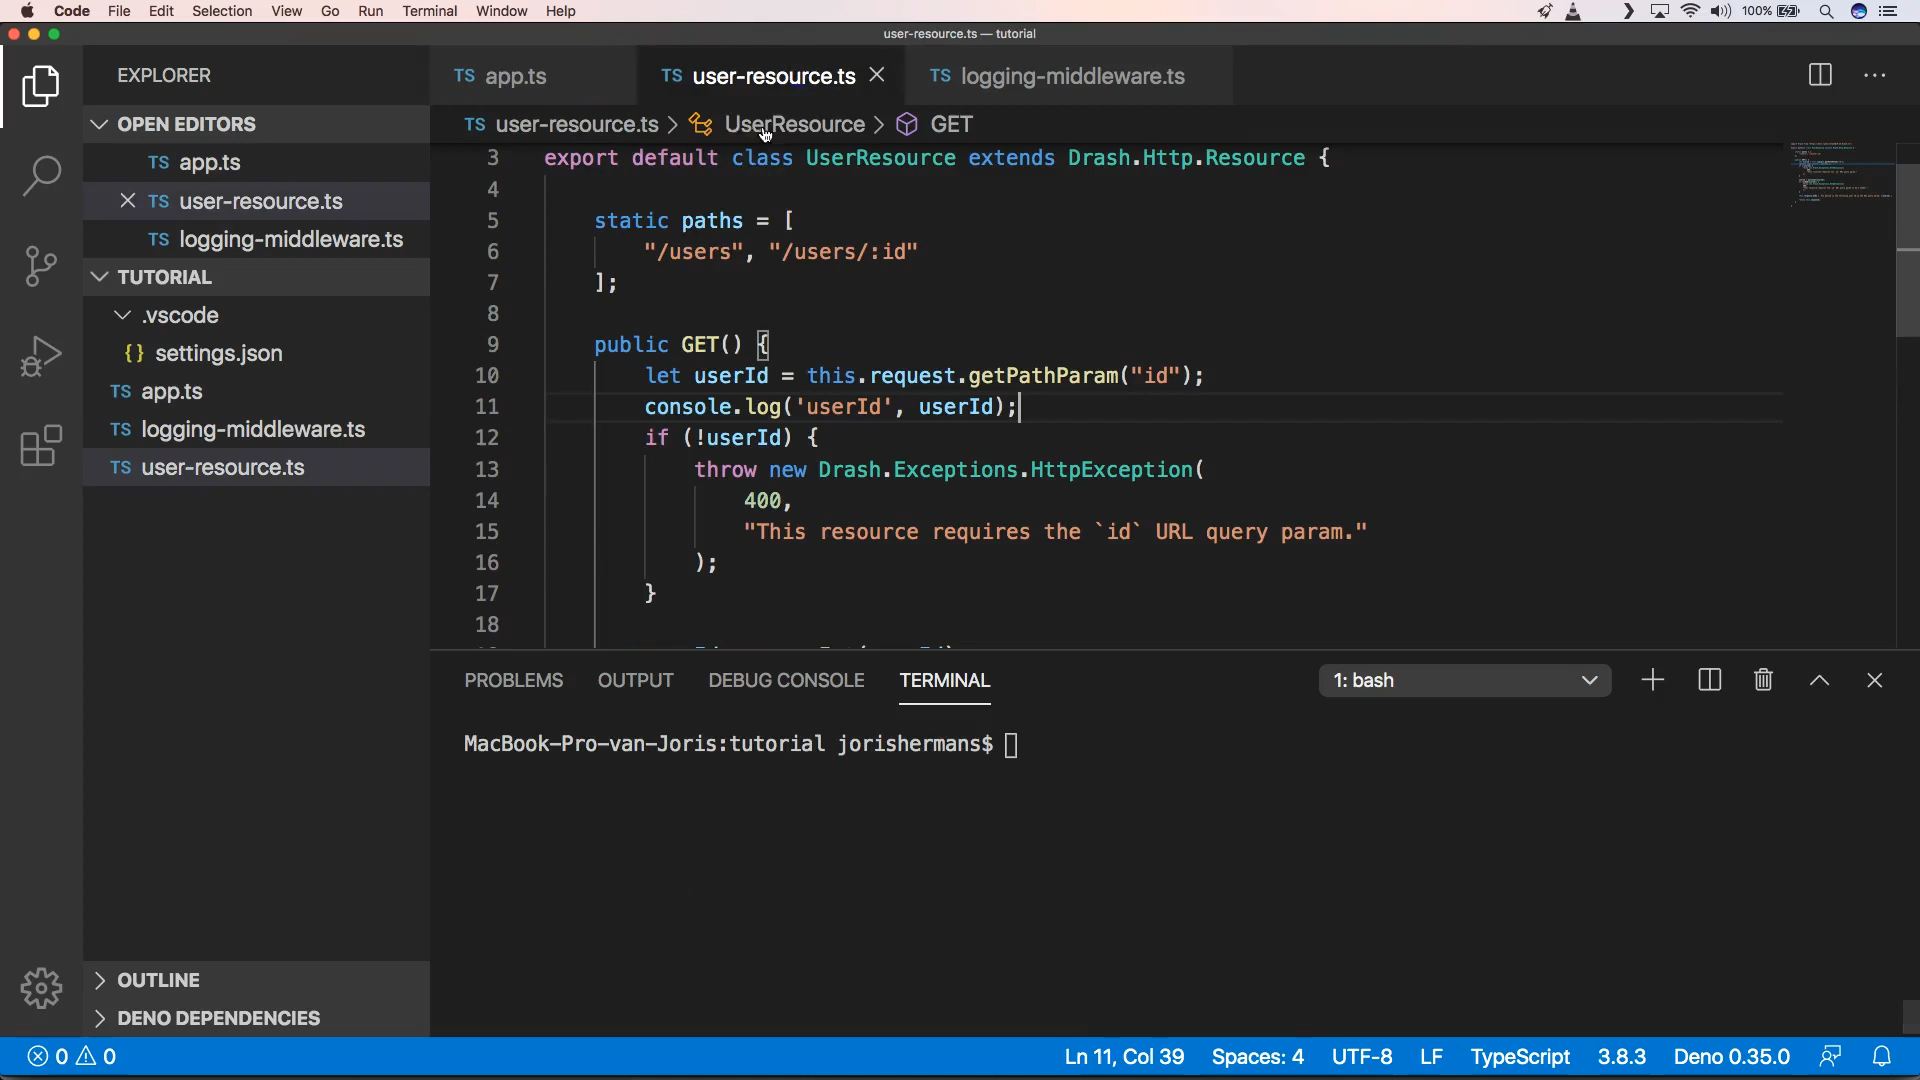 Code File Edit Selection View Go Run Terminal Window Help 100%
user-resource.ts — tutorial
EXPLORER
OPEN EDITORS
TS app.ts
TS user-resource.ts
TS logging-middleware.ts
TUTORIAL
.vscode
{} settings.json
TS app.ts
TS logging-middleware.ts
TS user-resource.ts
OUTLINE
DENO DEPENDENCIES
TS app.ts TS user-resource.ts TS logging-middleware.ts
TS user-resource.ts UserResource GET
3 export default class UserResource extends Drash.Http.Resource {
4
5 static paths = [
6 "/users", "/users/:id"
7 ];
8
9 public GET() {
10 let userId = this.request.getPathParam("id");
11 console.log('userId', userId);
12 if (!userId) {
13 throw new Drash.Exceptions.HttpException(
14 400,
15 "This resource requires the `id` URL query param."
16 );
17 }
18
PROBLEMS OUTPUT DEBUG CONSOLE TERMINAL 1: bash
MacBook-Pro-van-Joris:tutorial jorishermans$
0 0 Ln 11, Col 39 Spaces: 4 UTF-8 LF TypeScript 3.8.3 Deno 0.35.0